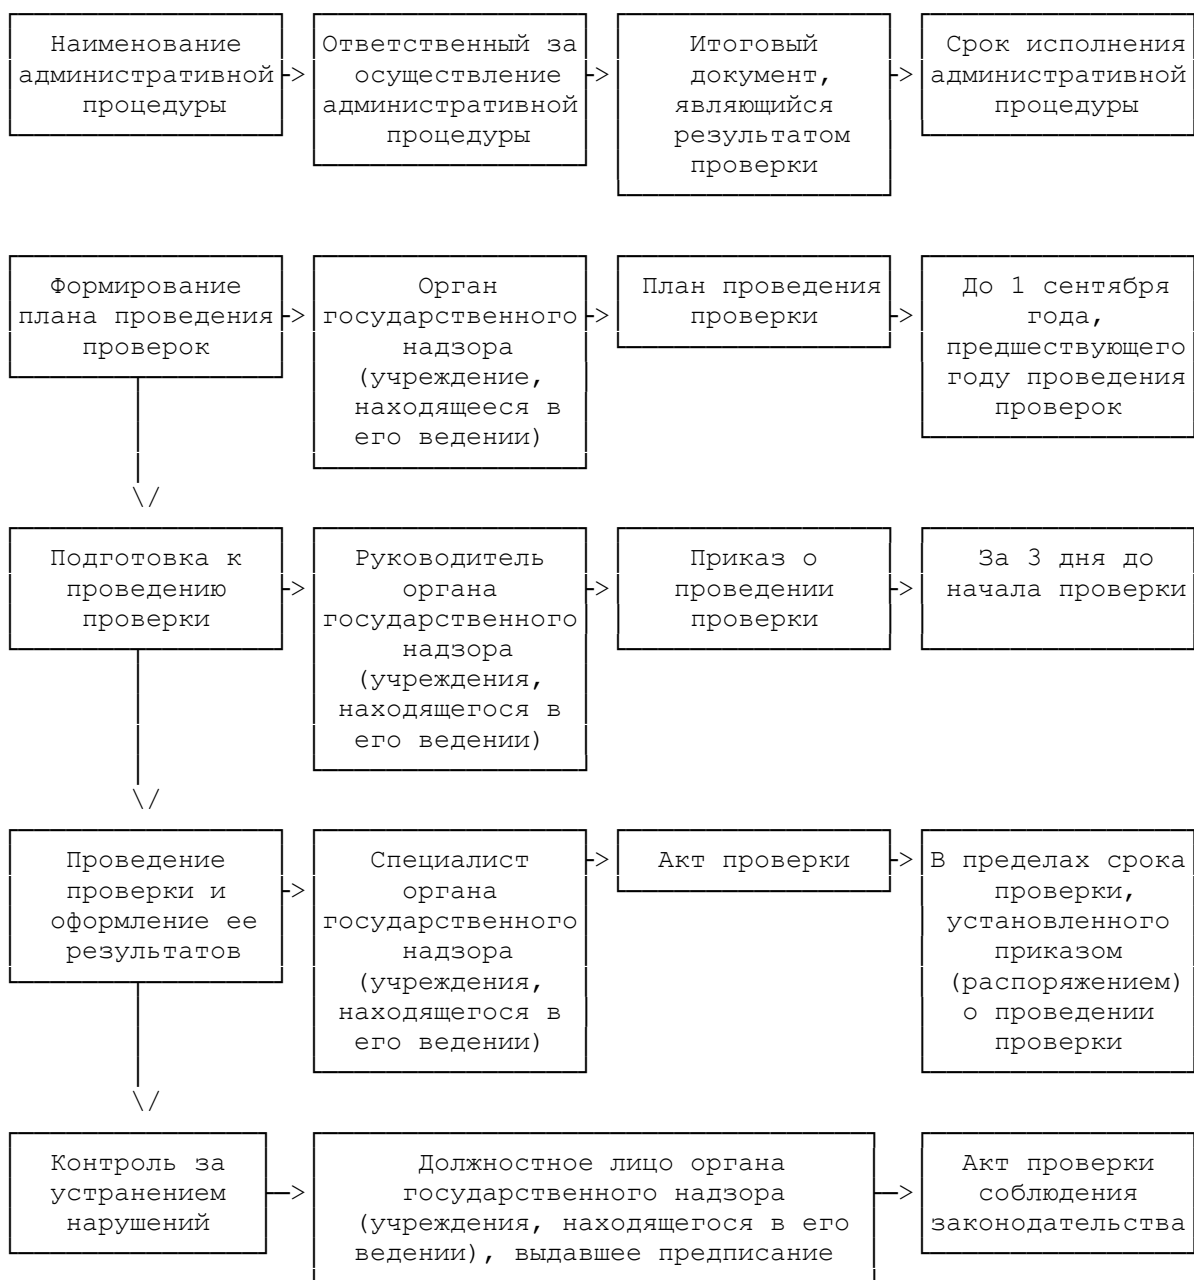 Наименование
административной
процедуры
Ответственный за
осуществление
административной
процедуры
Итоговый
документ,
являющийся
результатом
проверки
Срок исполнения
административной
процедуры
Формирование
плана проведения
проверок
Орган
государственного
надзора
(учреждение,
находящееся в
его ведении)
План проведения
проверки
До 1 сентября
года,
предшествующего
году проведения
проверок
Подготовка к
проведению
проверки
Руководитель
органа
государственного
надзора
(учреждения,
находящегося в
его ведении)
Приказ о
проведении
проверки
За 3 дня до
начала проверки
Проведение
проверки и
оформление ее
результатов
Специалист
органа
государственного
надзора
(учреждения,
находящегося в
его ведении)
Акт проверки
В пределах срока
проверки,
установленного
приказом
(распоряжением)
о проведении
проверки
Контроль за
устранением
нарушений
Должностное лицо органа
государственного надзора
(учреждения, находящегося в его
ведении), выдавшее предписание
Акт проверки
соблюдения
законодательства